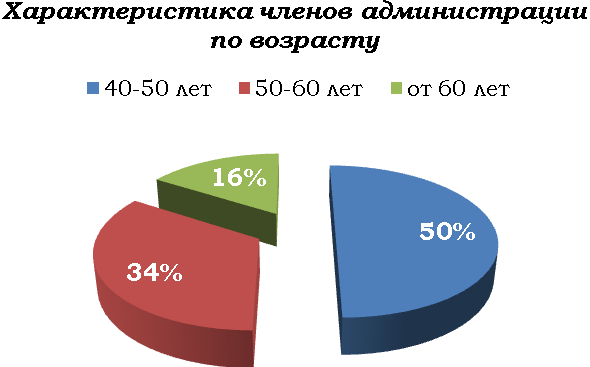 Характеристика членов администрации
по возрасту
40-50 лет 50-60 лет от 60 лет
16%
50%
34%